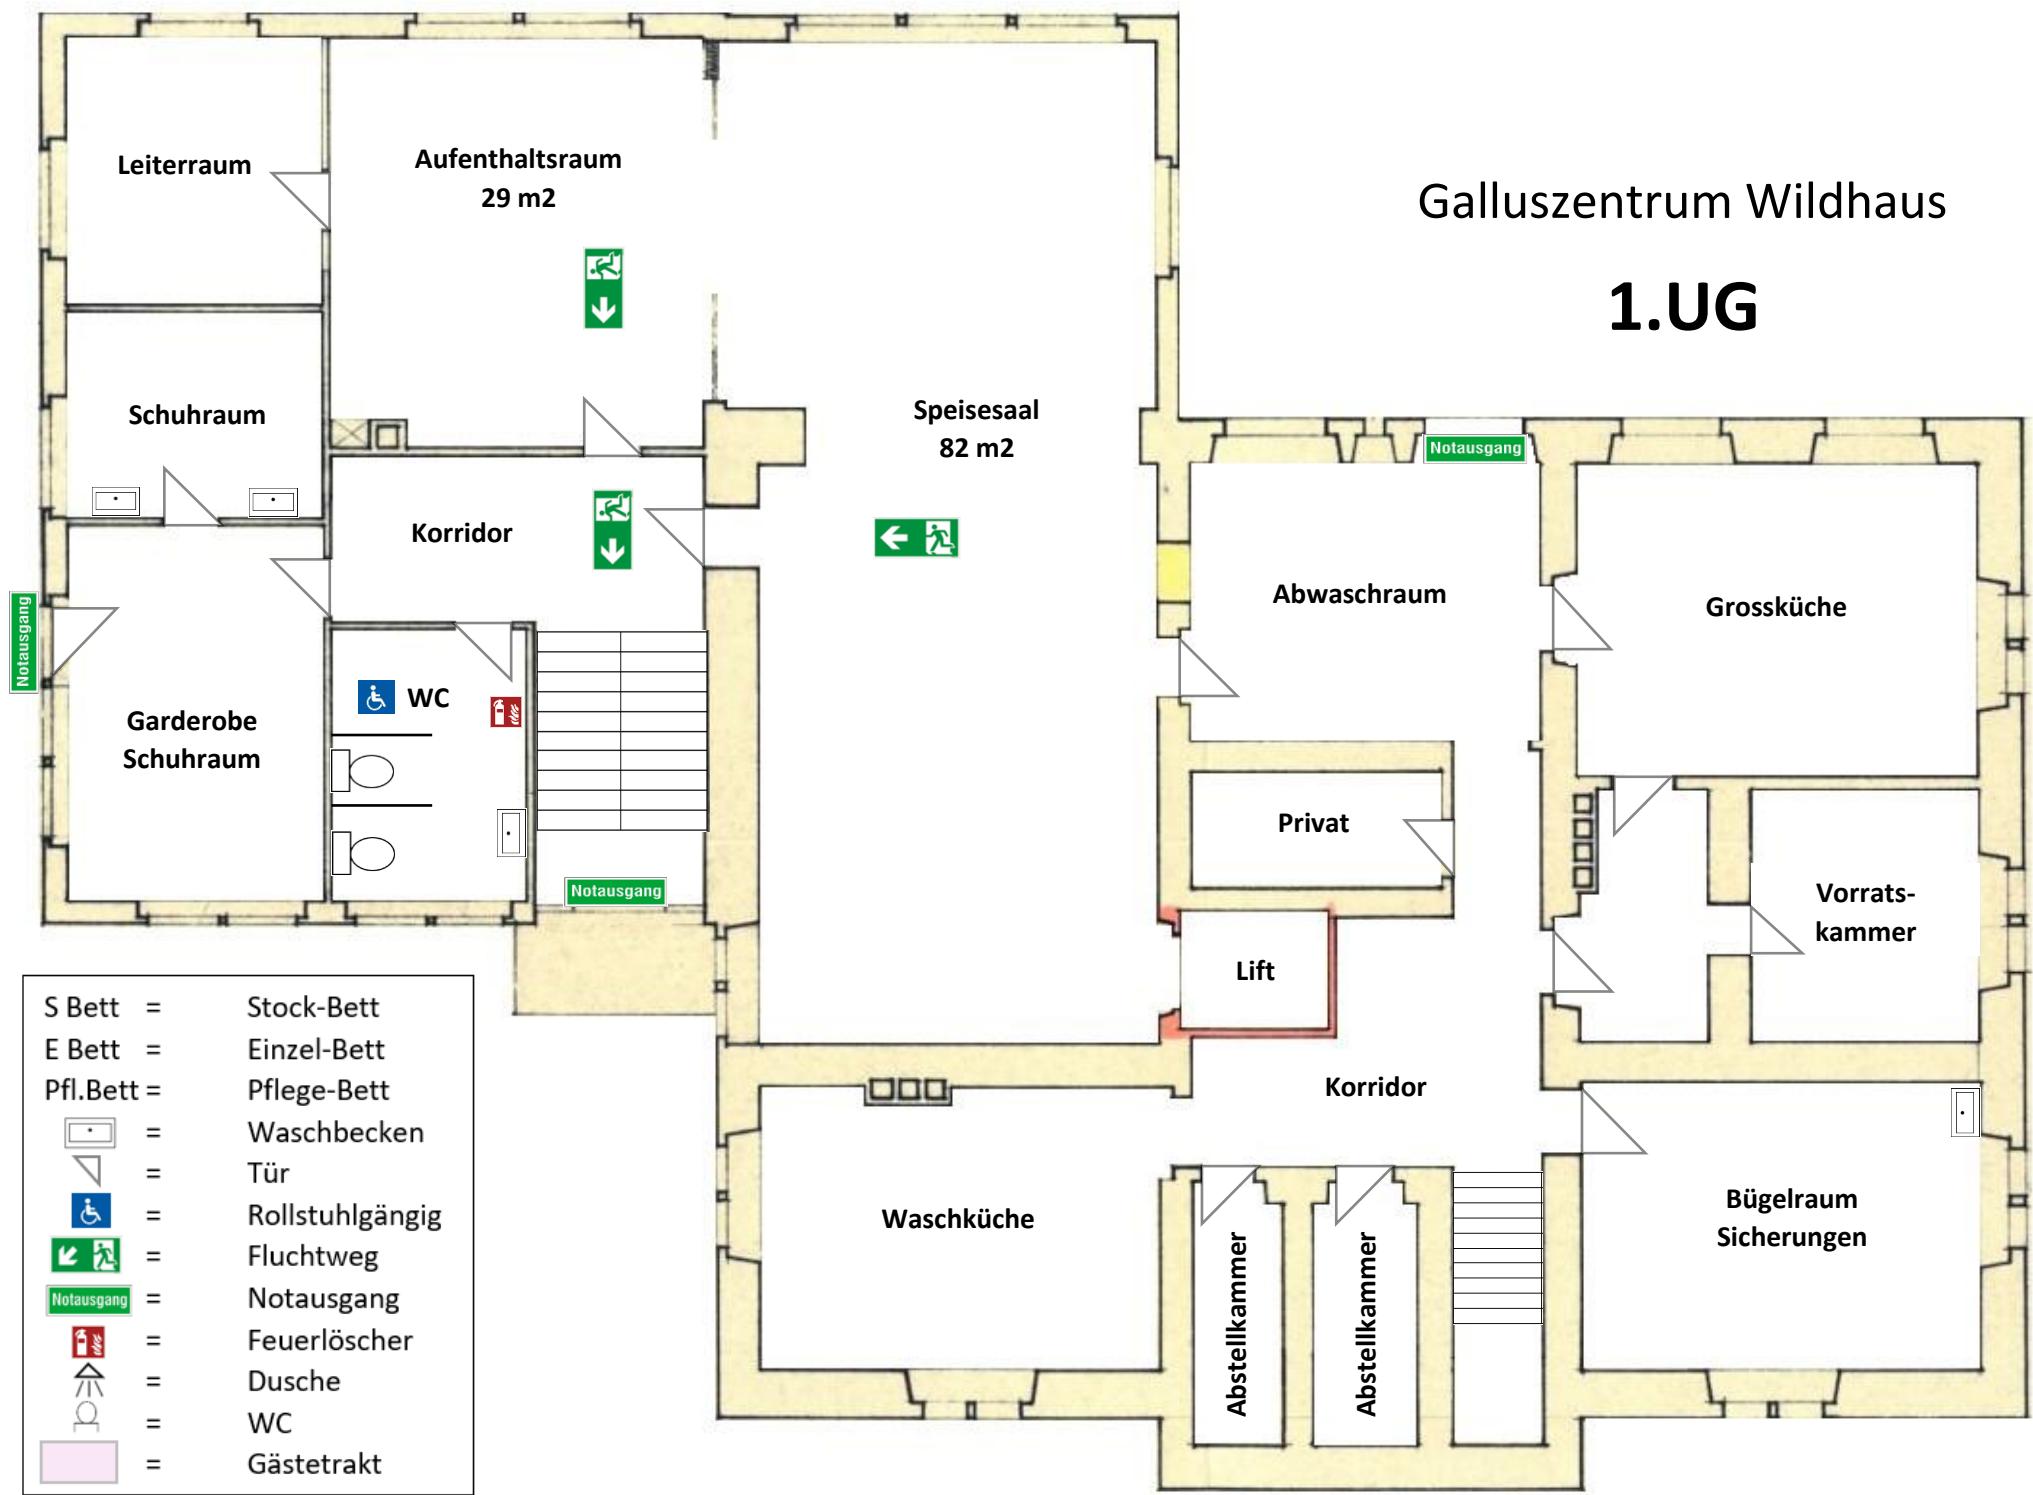 Galluszentrum Wildhaus
1.UG
Leiterraum
Aufenthaltsraum
29 m2
Schuhraum
Speisesaal
82 m2
Notausgang
Korridor
Abwaschraum
Grossküche
Notausgang
WC
Garderobe
Schuhraum
Privat
Notausgang
Vorrats-
kammer
Lift
Korridor
Waschküche
Abstellkammer
Abstellkammer
Bügelraum
Sicherungen
S Bett = Stock-Bett
E Bett = Einzel-Bett
Pfl.Bett = Pflege-Bett
= Waschbecken
= Tür
= Rollstuhlgängig
= Fluchtweg
Notausgang = Notausgang
= Feuerlöscher
= Dusche
= WC
= Gästetrakt